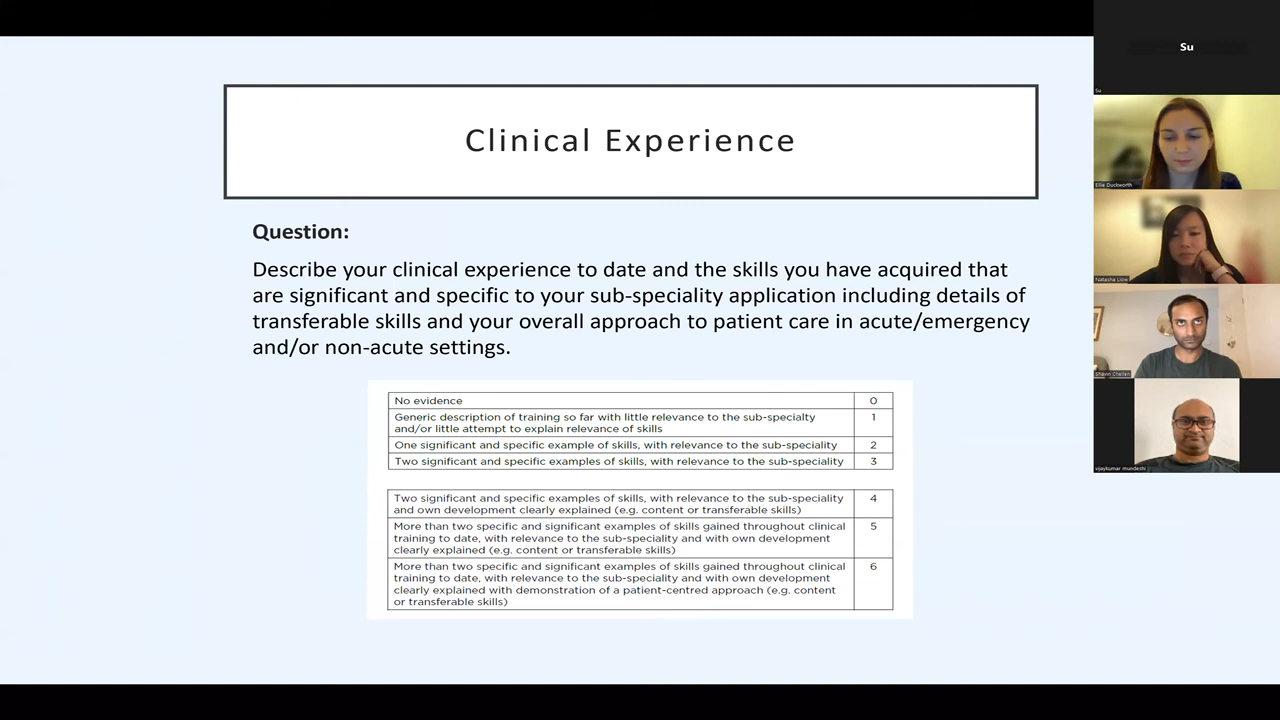 Clinical Experience
Question:
Describe your clinical experience to date and the skills you have acquired that
are significant and specific to your sub-speciality application including details of
transferable skills and your overall approach to patient care in acute/emergency
and/or non-acute settings.
No evidence 0
Generic description of training so far with little relevance to the sub-specialty 1
and/or little attempt to explain relevance of skills
One significant and specific example of skills, with relevance to the sub-speciality 2
Two significant and specific examples of skills, with relevance to the sub-speciality 3
Two significant and specific examples of skills, with relevance to the sub-speciality 4
and own development clearly explained (e.g. content or transferable skills)
More than two specific and significant examples of skills gained throughout clinical 5
training to date, with relevance to the sub-speciality and with own development
clearly explained (e.g. content or transferable skills)
More than two specific and significant examples of skills gained throughout clinical 6
training to date, with relevance to the sub-speciality and with own development
clearly explained with demonstration of a patient-centred approach (e.g. content
or transferable skills)
Su
Su
Ellie Duckworth
Natasha Liow
Shavin Chellen
vijaykumar mundeshi